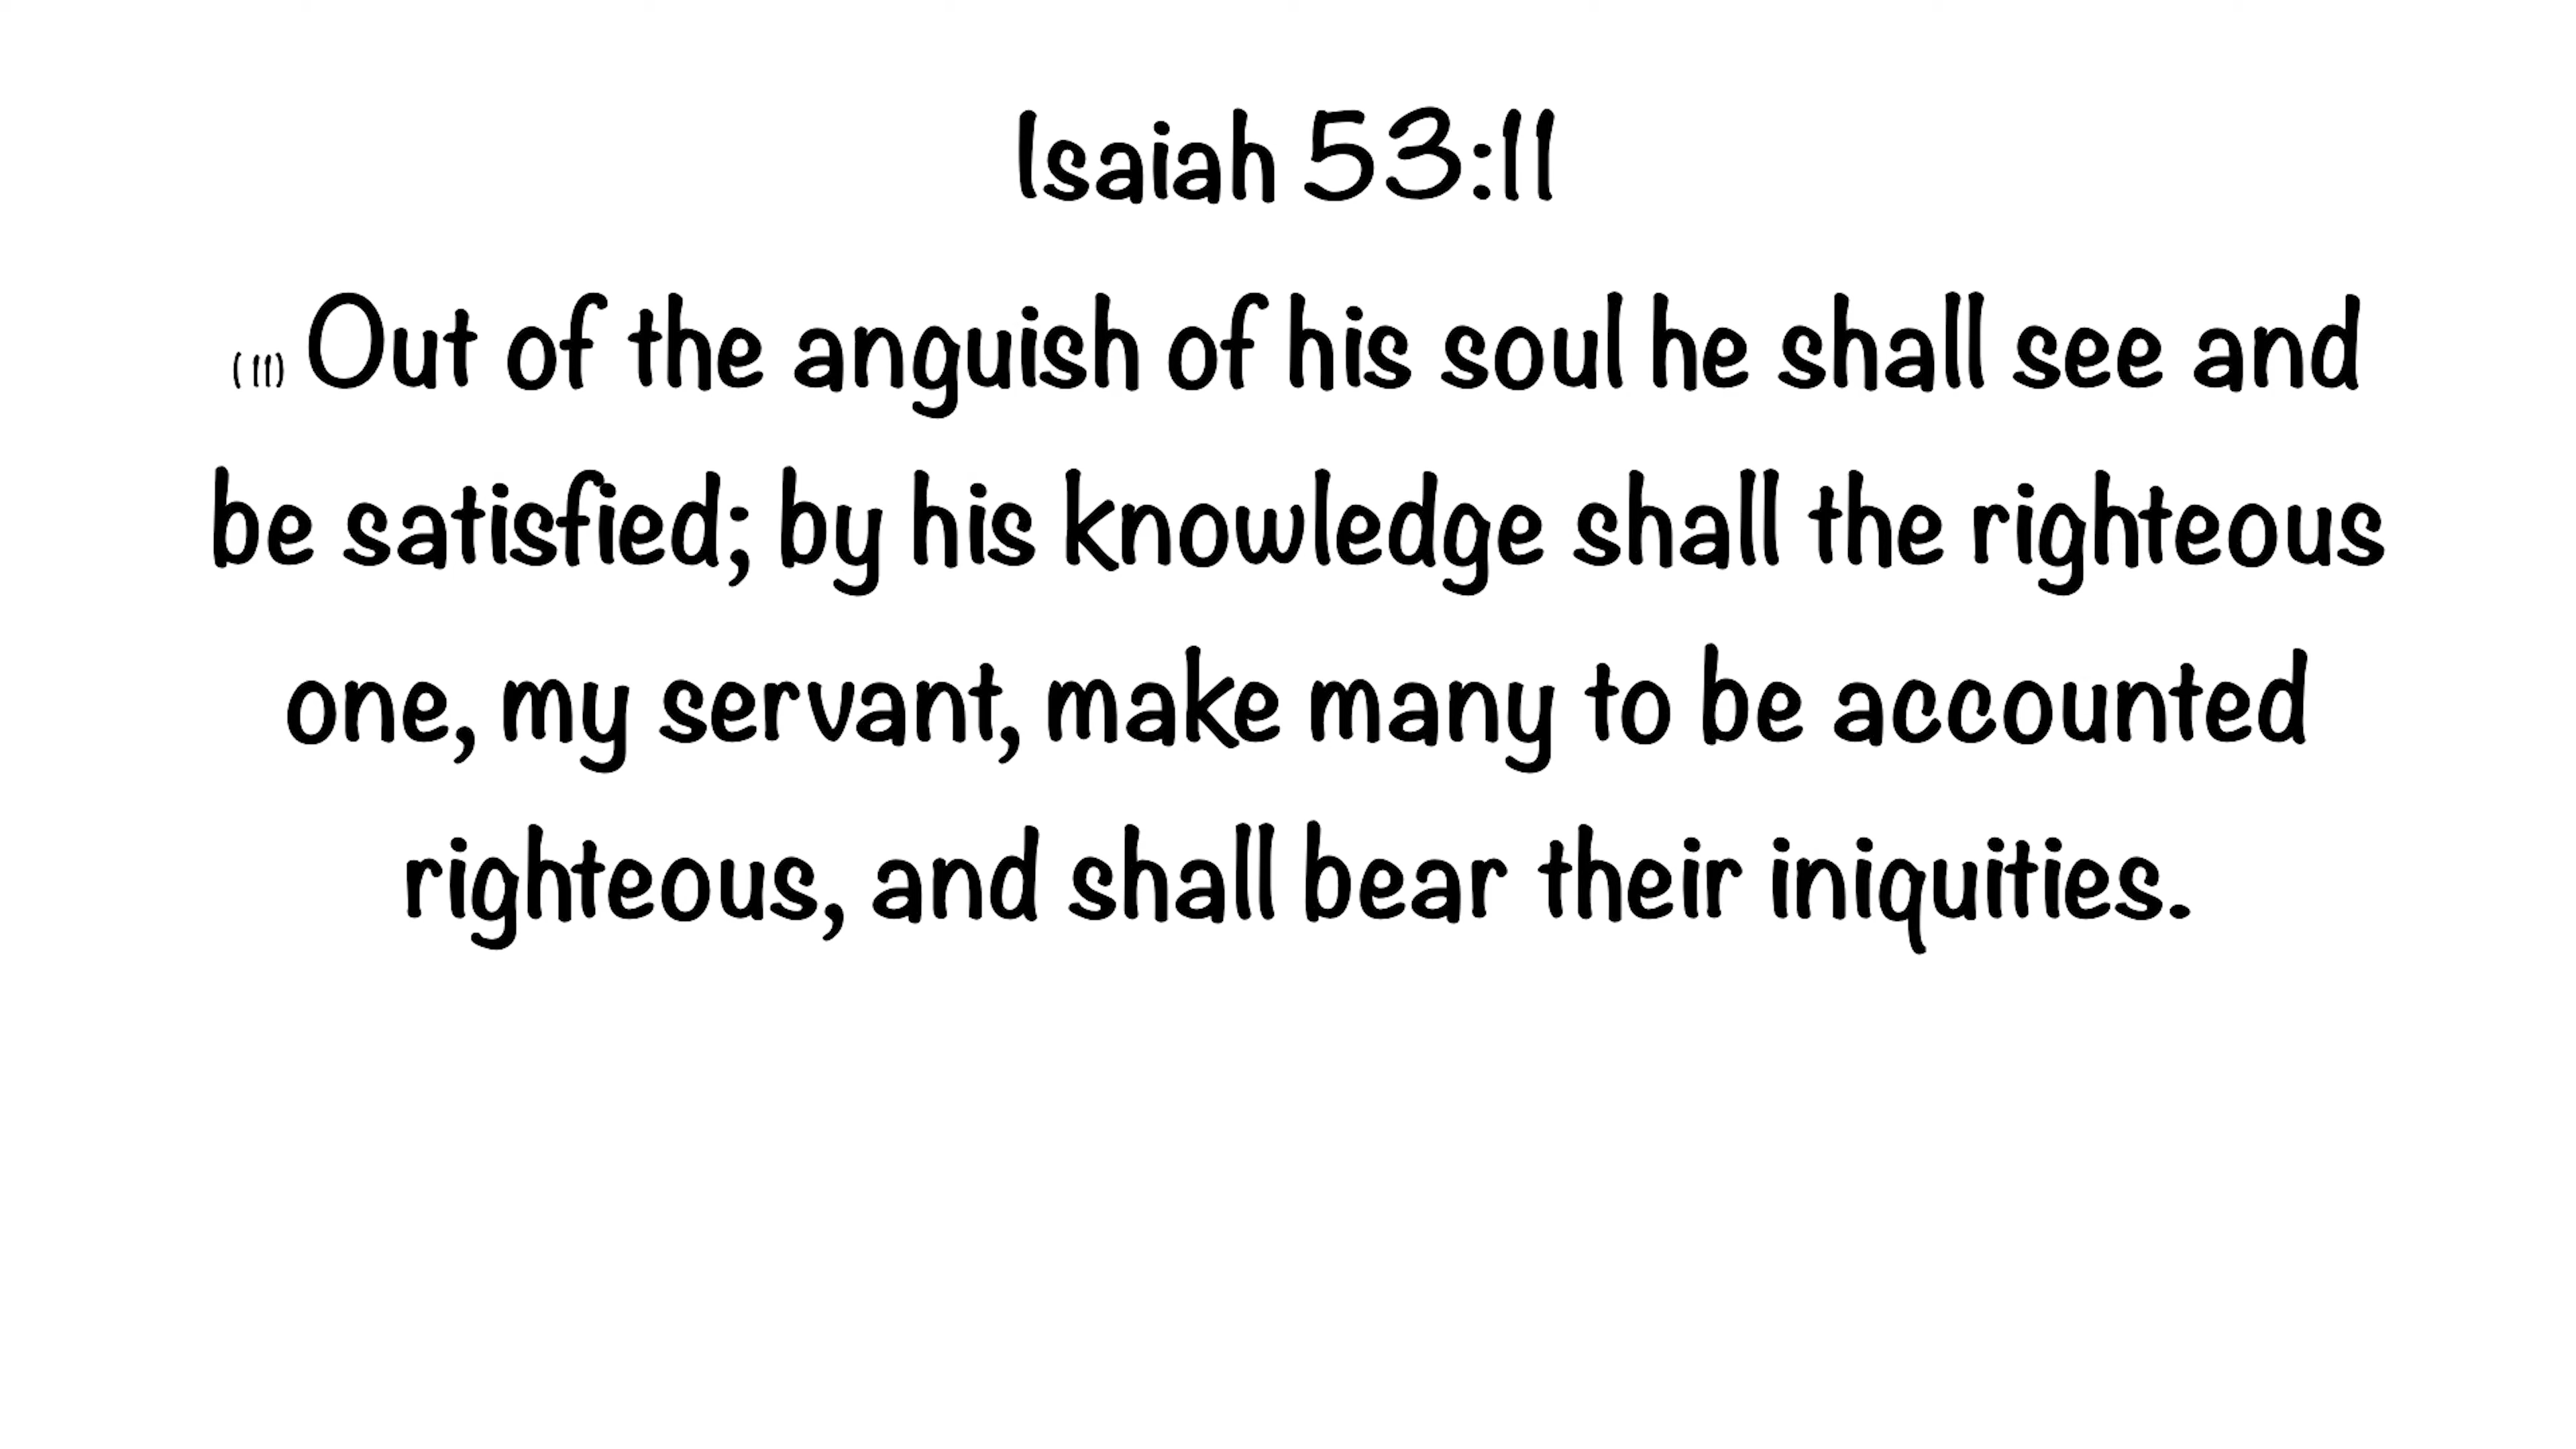 Isaiah 53:11
(11) Out of the anguish of his soul he shall see and
be satisfied; by his knowledge shall the righteous
one, my servant, make many to be accounted
righteous, and shall bear their iniquities.